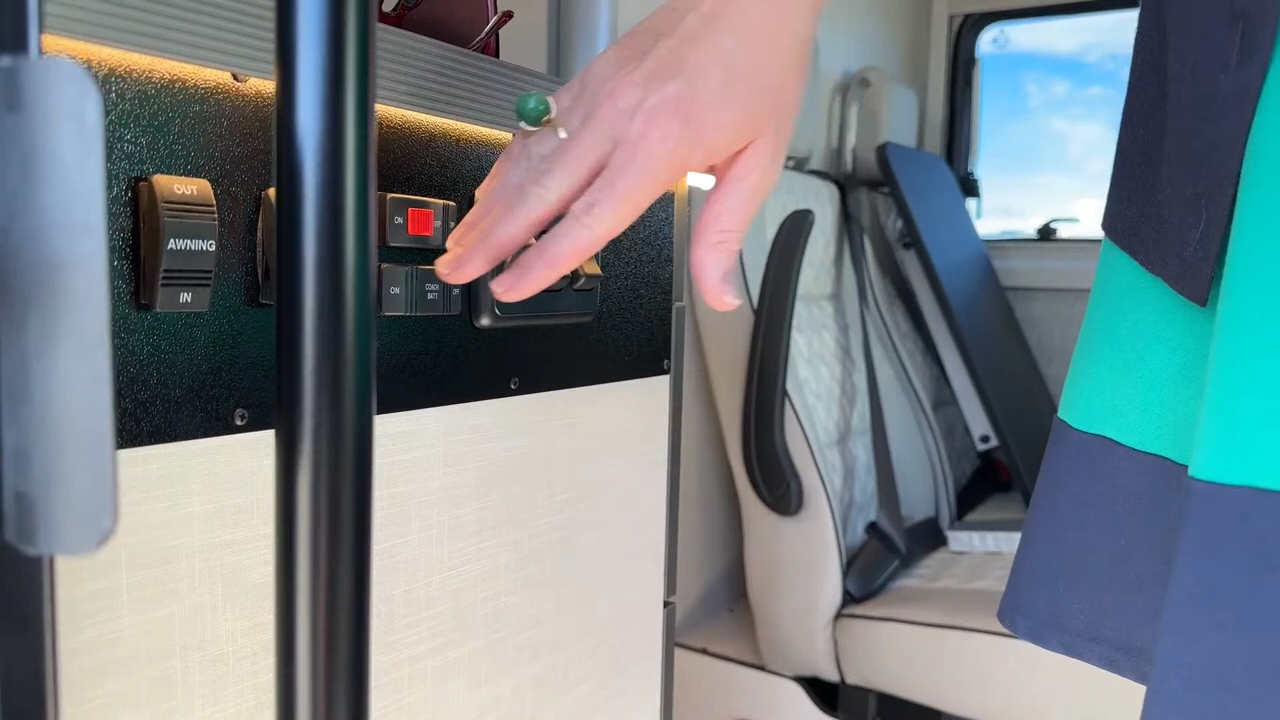 OUT
AWNING
IN
ON
ON
COACH
BATT
OFF